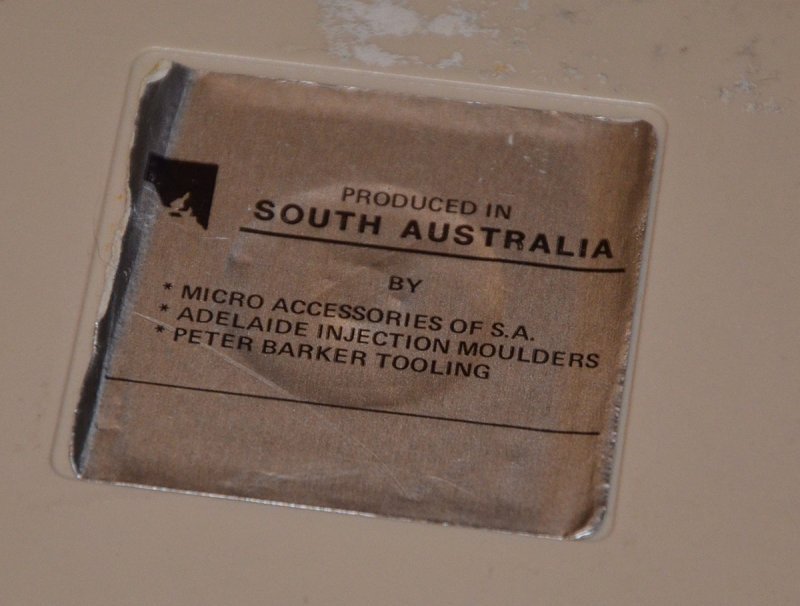 PRODUCED IN
SOUTH AUSTRALIA
BY
* MICRO ACCESSORIES OF S.A.
* ADELAIDE INJECTION MOULDERS
* PETER BARKER TOOLING